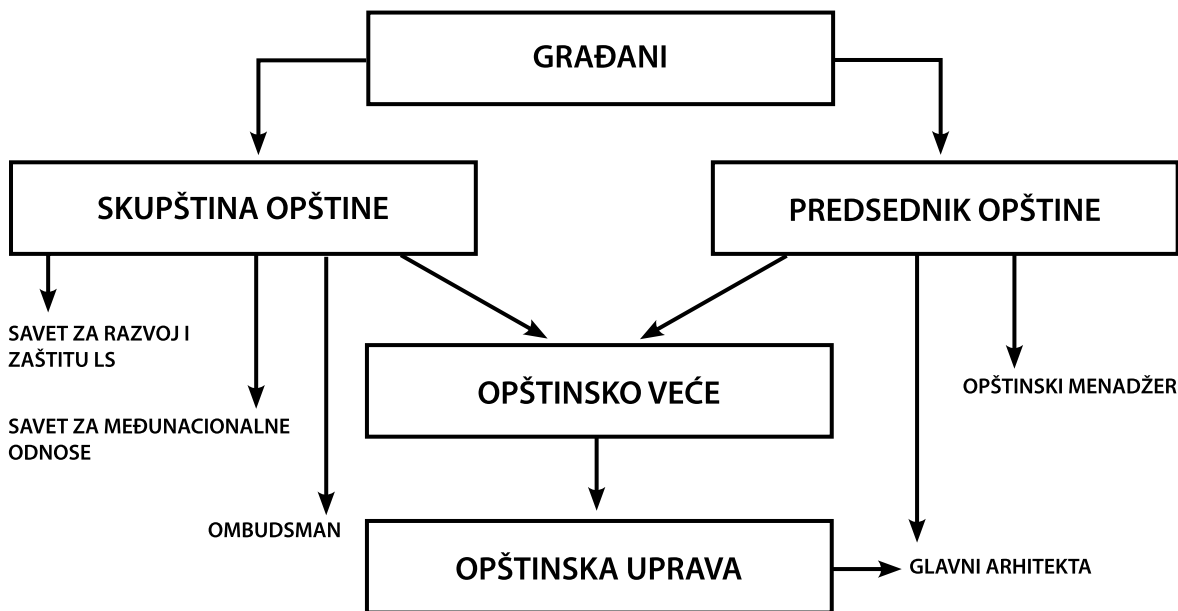 GRAĐANI
SKUPŠTINA OPŠTINE
PREDSEDNIK OPŠTINE
SAVET ZA RAZVOJ I
ZAŠTITU LS
OPŠTINSKO VEĆE
OPŠTINSKI MENADŽER
SAVET ZA MEĐUNACIONALNE
ODNOSE
OMBUDSMAN
OPŠTINSKA UPRAVA
GLAVNI ARHITEKTA